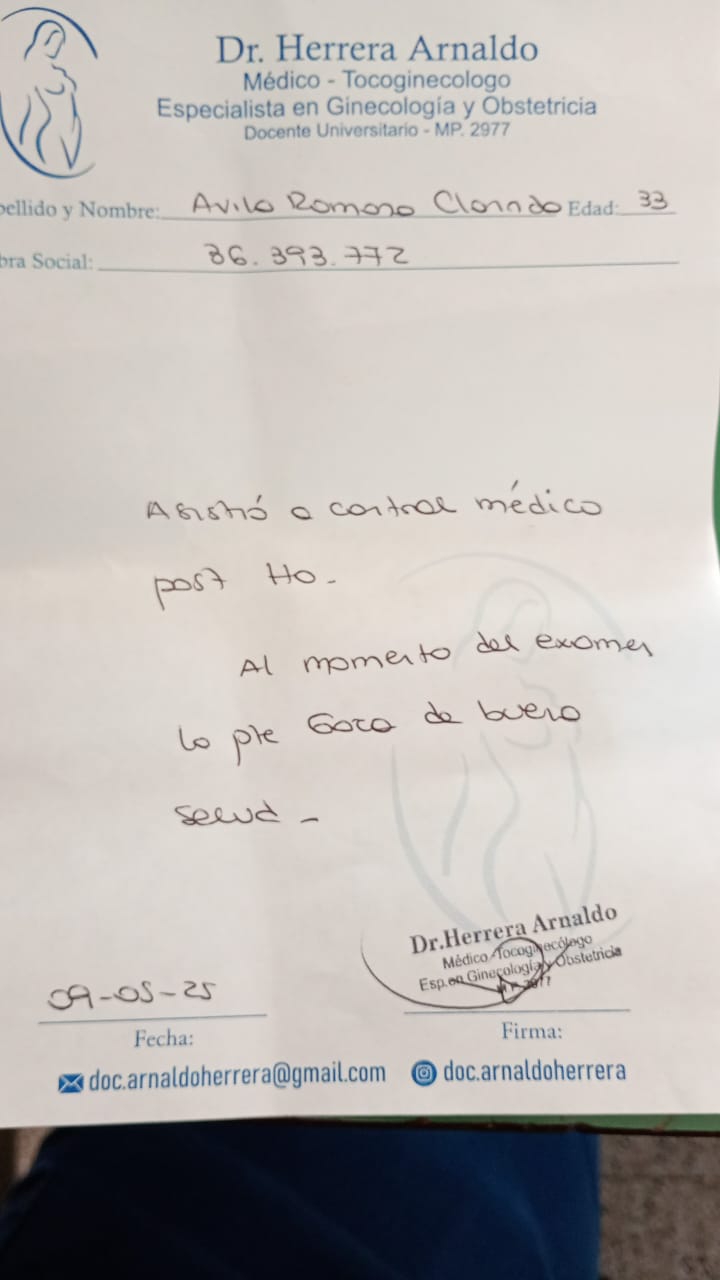 Dr. Herrera Arnaldo
Médico - Tocoginecologo
Especialista en Ginecología y Obstetricia
Docente Universitario - MP. 2977
pellido y Nombre: Avila Romano Clarinda Edad: 33
bra Social: 36.393.772
Asistió a control médico
post Ho.
Al momento del examen
la pte Goza de buena
salud -
Dr.Herrera Arnaldo
Médico Tocoginecólogo
Esp.en Ginecología y Obstetricia
09-05-25
Fecha:
Firma:
doc.arnaldoherrera@gmail.com doc.arnaldoherrera